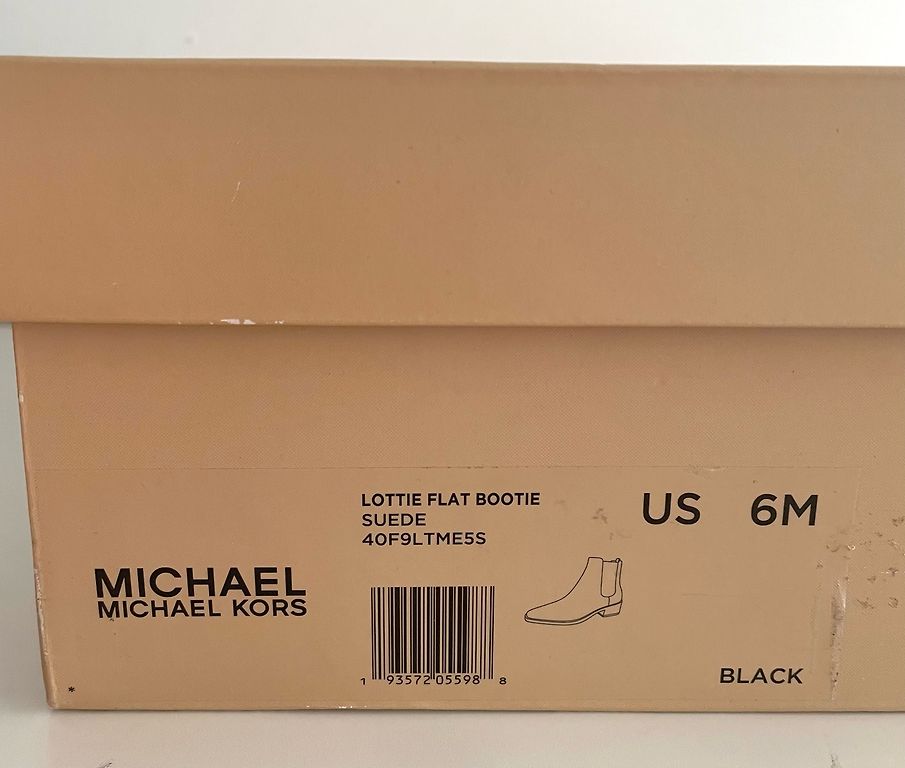 LOTTIE FLAT BOOTIE
SUEDE
40F9LTME5S
US 6M
MICHAEL
MICHAEL KORS
1 93572 05598 8
BLACK
*